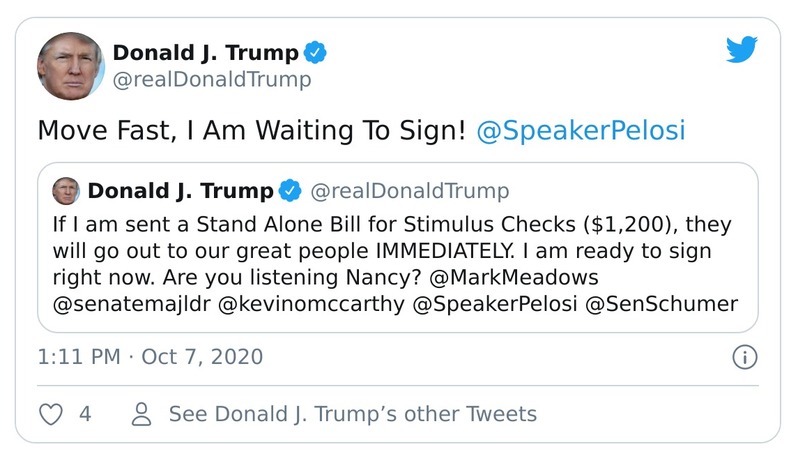 Donald J. Trump
@realDonaldTrump
Move Fast, I Am Waiting To Sign! @SpeakerPelosi
Donald J. Trump @realDonaldTrump
If I am sent a Stand Alone Bill for Stimulus Checks ($1,200), they
will go out to our great people IMMEDIATELY. I am ready to sign
right now. Are you listening Nancy? @MarkMeadows
@senatemajldr @kevinomccarthy @SpeakerPelosi @SenSchumer
1:11 PM · Oct 7, 2020
4 See Donald J. Trump’s other Tweets